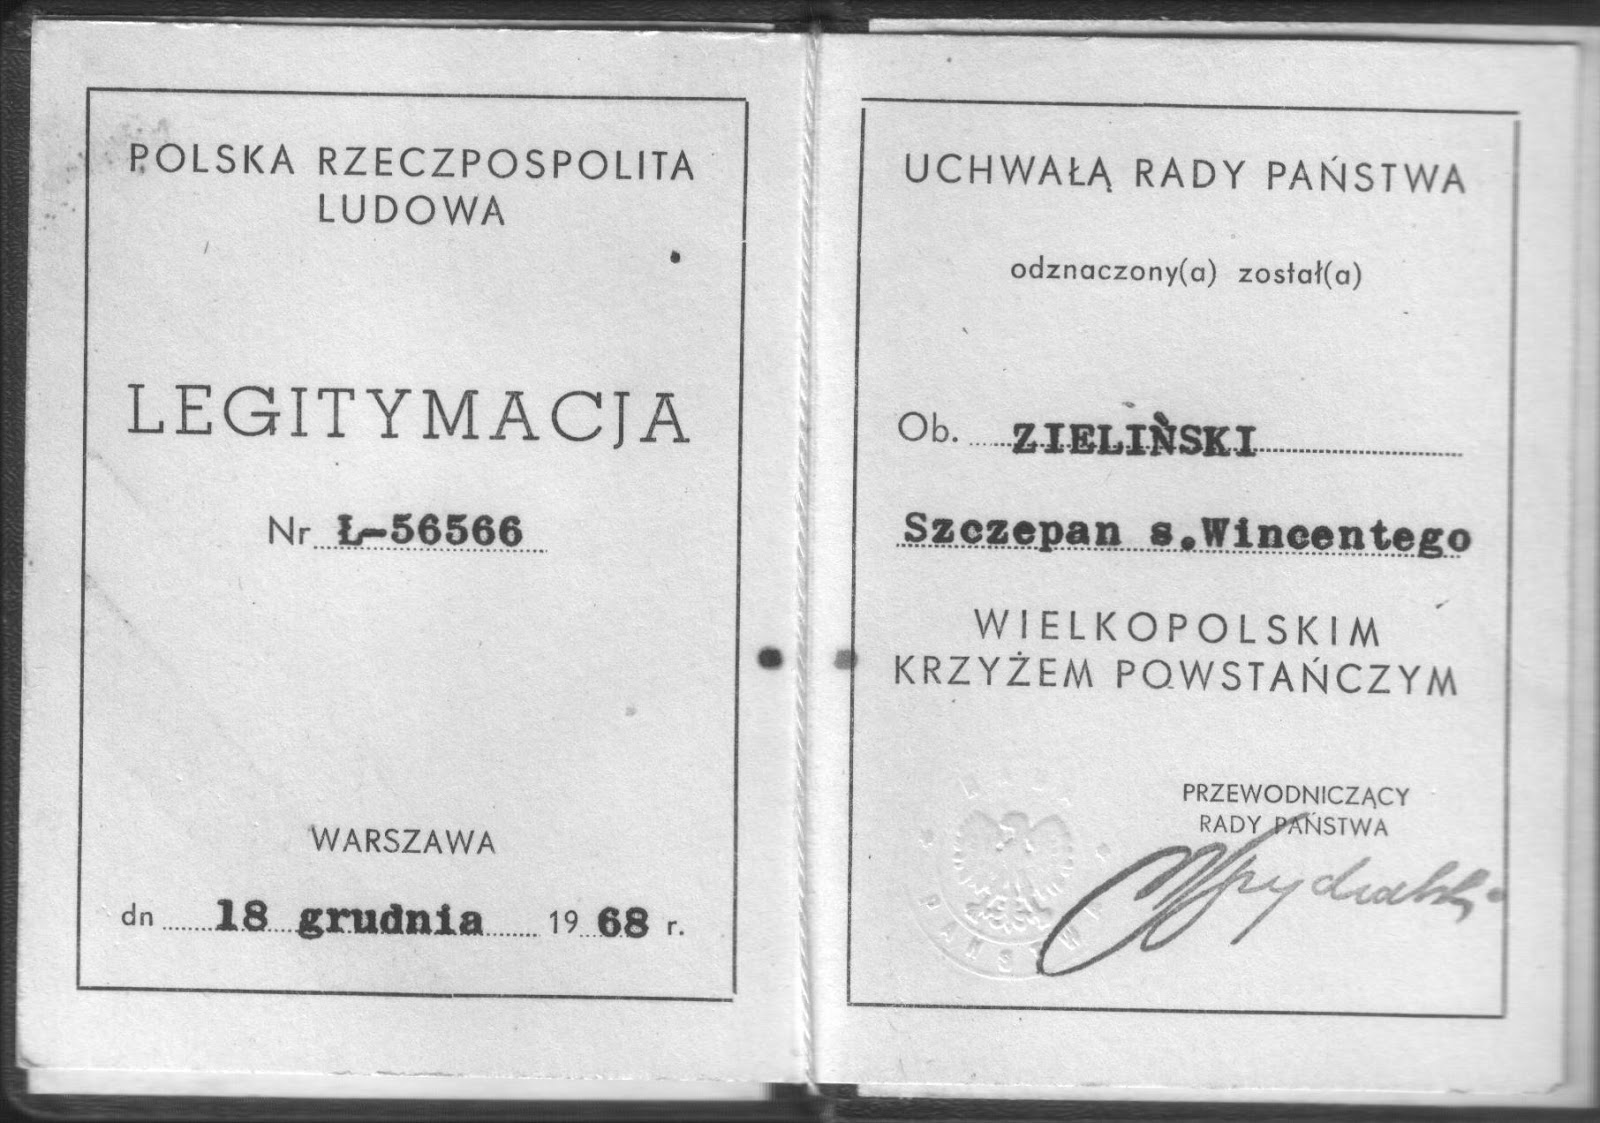 POLSKA RZECZPOSPOLITA
LUDOWA
LEGITYMACJA
Nr Ł-56566
WARSZAWA
dn 18 grudnia 1968 r.
UCHWAŁĄ RADY PAŃSTWA
odznaczony(a) został(a)
Ob. ZIELIŃSKI
Szczepan s.Wincentego
WIELKOPOLSKIM
KRZYŻEM POWSTAŃCZYM
PRZEWODNICZĄCY
RADY PAŃSTWA